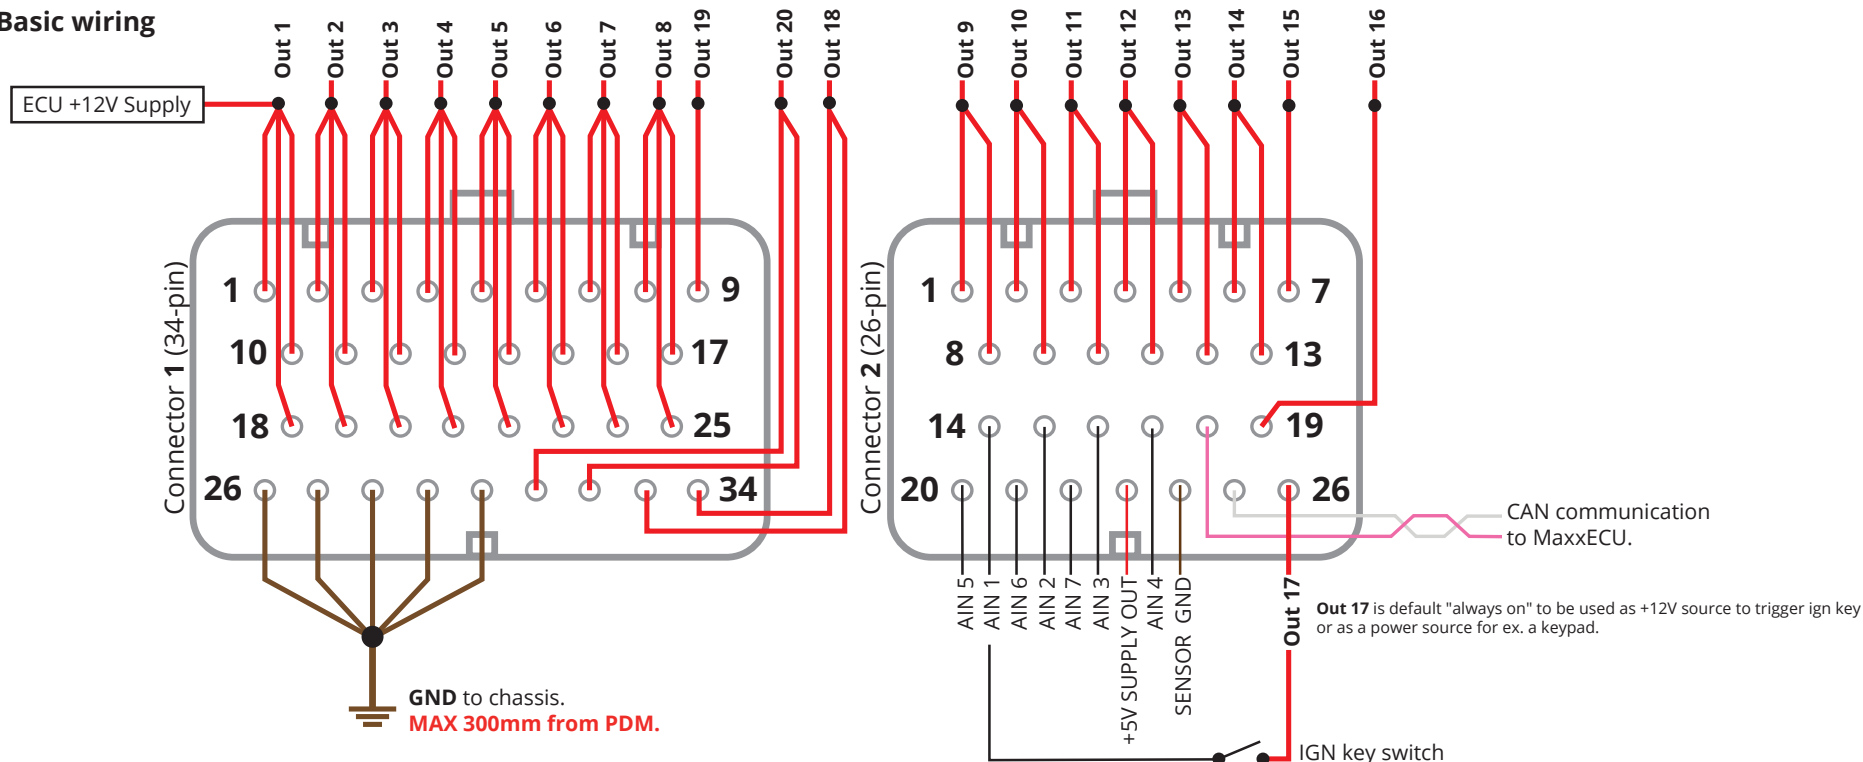 Basic wiring
Out 1
Out 2
Out 3
Out 4
Out 5
Out 6
Out 7
Out 8
Out 19
Out 20
Out 18
Out 9
Out 10
Out 11
Out 12
Out 13
Out 14
Out 15
Out 16
ECU +12V Supply
Connector 1 (34-pin)
1
9
10
17
18
25
26
34
GND to chassis.
MAX 300mm from PDM.
Connector 2 (26-pin)
1
7
8
13
14
19
20
26
CAN communication
to MaxxECU.
AIN 5
AIN 1
AIN 6
AIN 2
AIN 7
AIN 3
+5V SUPPLY OUT
AIN 4
SENSOR GND
Out 17
Out 17 is default "always on" to be used as +12V source to trigger ign key
or as a power source for ex. a keypad.
IGN key switch